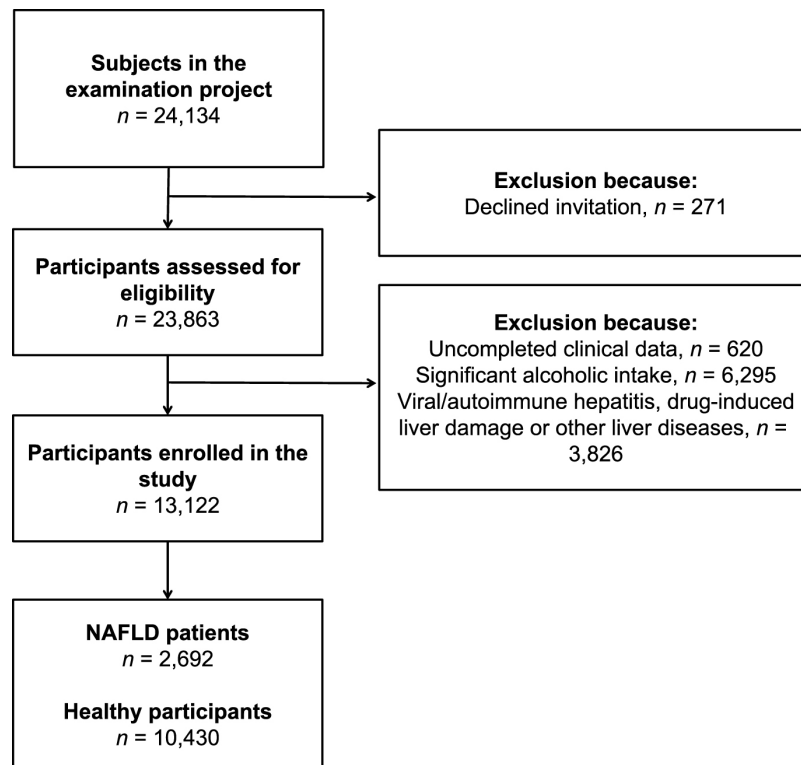 Subjects in the
examination project
n = 24,134
Exclusion because:
Declined invitation, n = 271
Participants assessed for
eligibility
n = 23,863
Exclusion because:
Uncompleted clinical data, n = 620
Significant alcoholic intake, n = 6,295
Viral/autoimmune hepatitis, drug-induced
liver damage or other liver diseases, n =
3,826
Participants enrolled in the
study
n = 13,122
NAFLD patients
n = 2,692
Healthy participants
n = 10,430